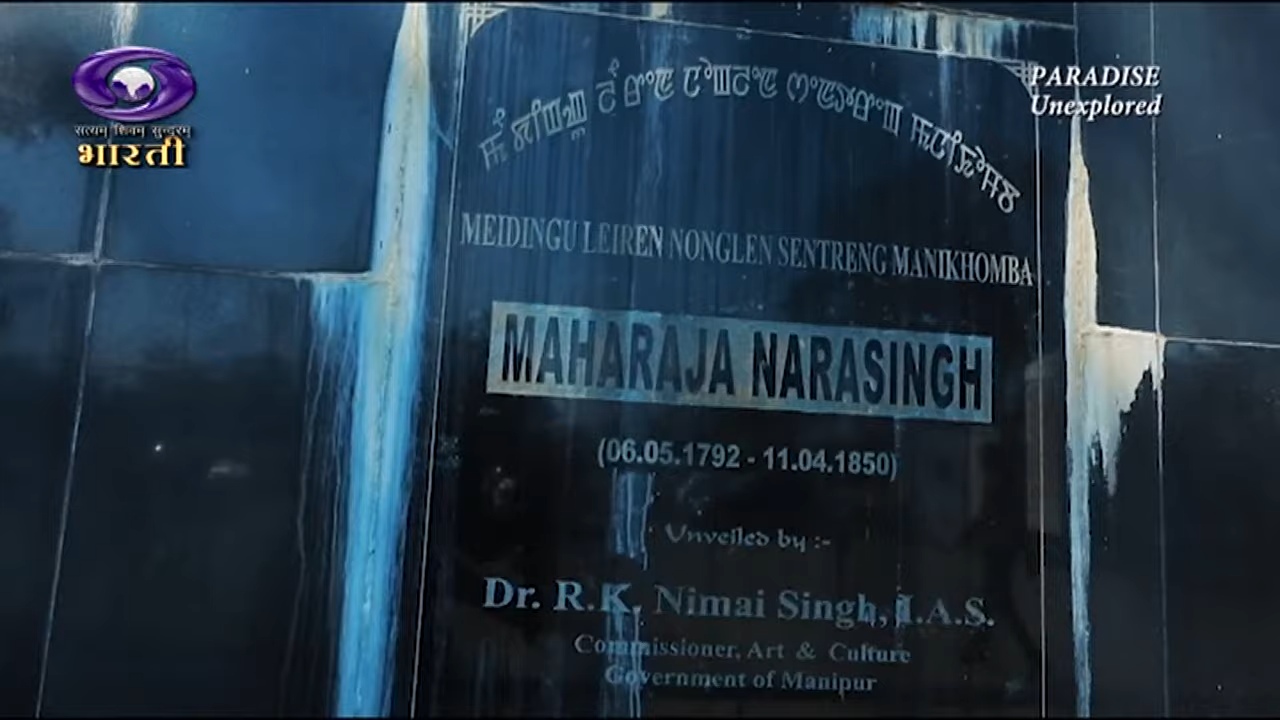 सत्यम् शिवम् सुन्दरम्
भारती
PARADISE
Unexplored
MEIDINGU LEIREN NONGLEN SENTRENG MANIKHOMBA
MAHARAJA NARASINGH
(06.05.1792 - 11.04.1850)
Unveiled by :-
Dr. R.K. Nimai Singh, I.A.S.
Commissioner, Art & Culture
Government of Manipur